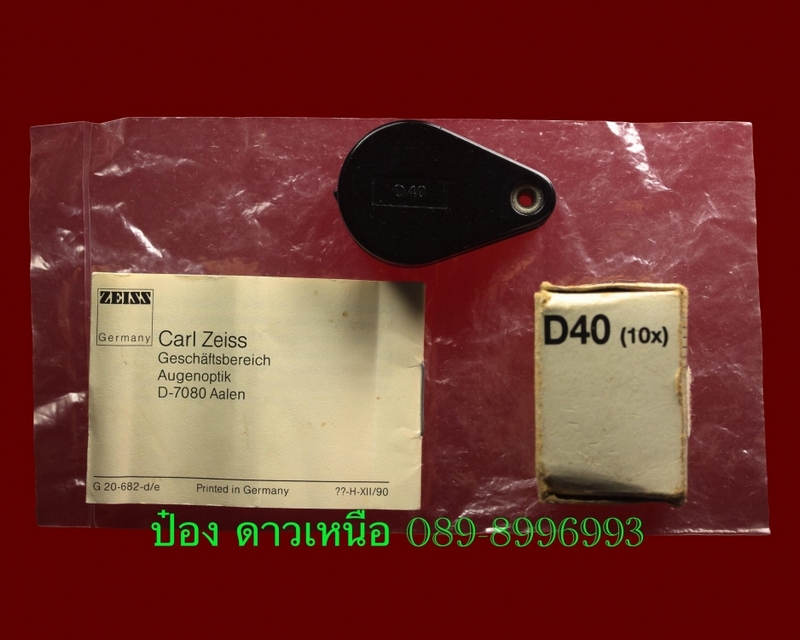 D40
ZEISS
Germany
Carl Zeiss
Geschäftsbereich
Augenoptik
D-7080 Aalen
G 20-682-d/e Printed in Germany ??-H-XII/90
D40 (10x)
ป๋อง ดาวเหนือ 089-8996993